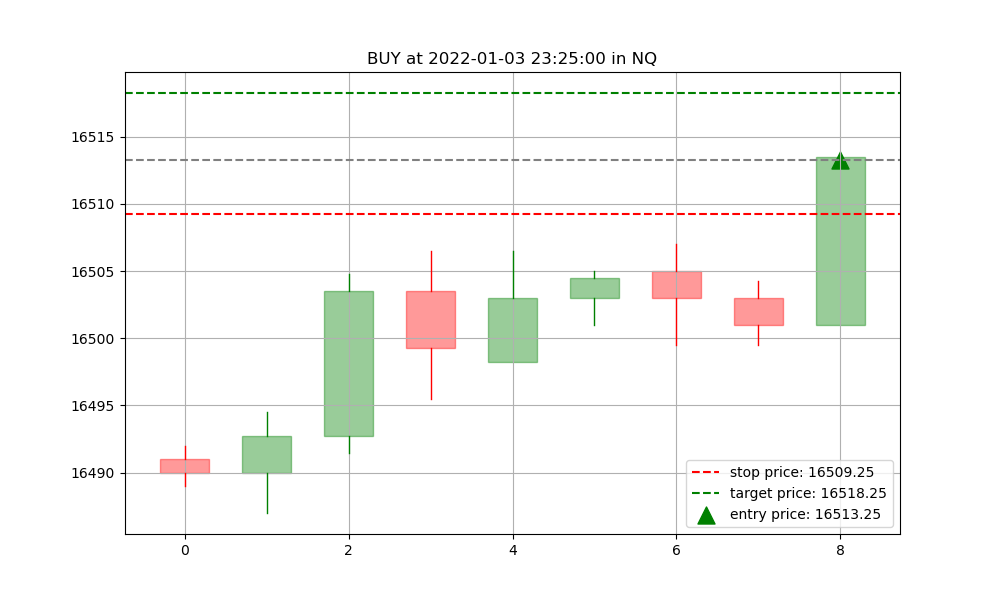 BUY at 2022-01-03 23:25:00 in NQ
16515
16510
16505
16500
16495
16490
stop price: 16509.25
target price: 16518.25
entry price: 16513.25
0 2 4 6 8